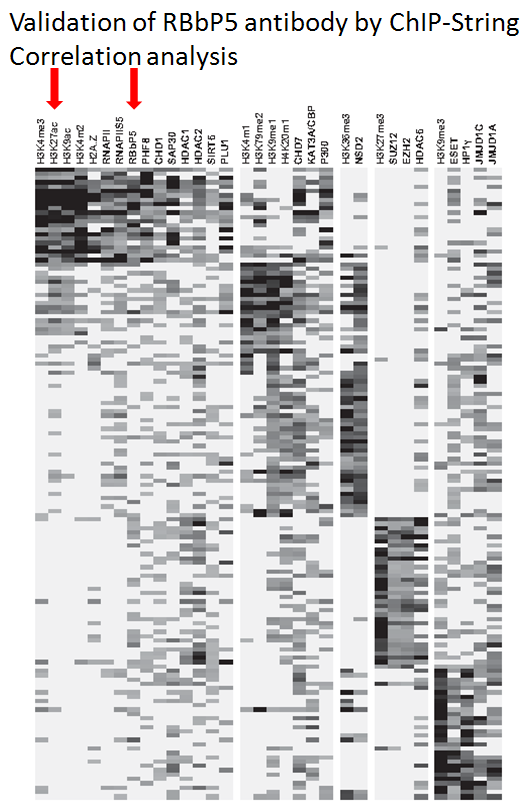 Validation of RBbP5 antibody by ChIP-String
Correlation analysis
H3K4me3
H3K27ac
H3K9ac
H3K4m2
H2A.Z
RNAPII
RNAPIIS5
RBbP5
PHF8
CHD1
SAP30
HDAC1
HDAC2
SIRT6
PLU1
H3K4m1
H3K79me2
H3K9me1
H4K20m1
CHD7
KAT3A/CBP
P300
H3K36me3
NSD2
H3K27me3
SUZ12
EZH2
HDAC6
H3K9me3
ESET
HP1γ
JMJD1C
JMJD1A